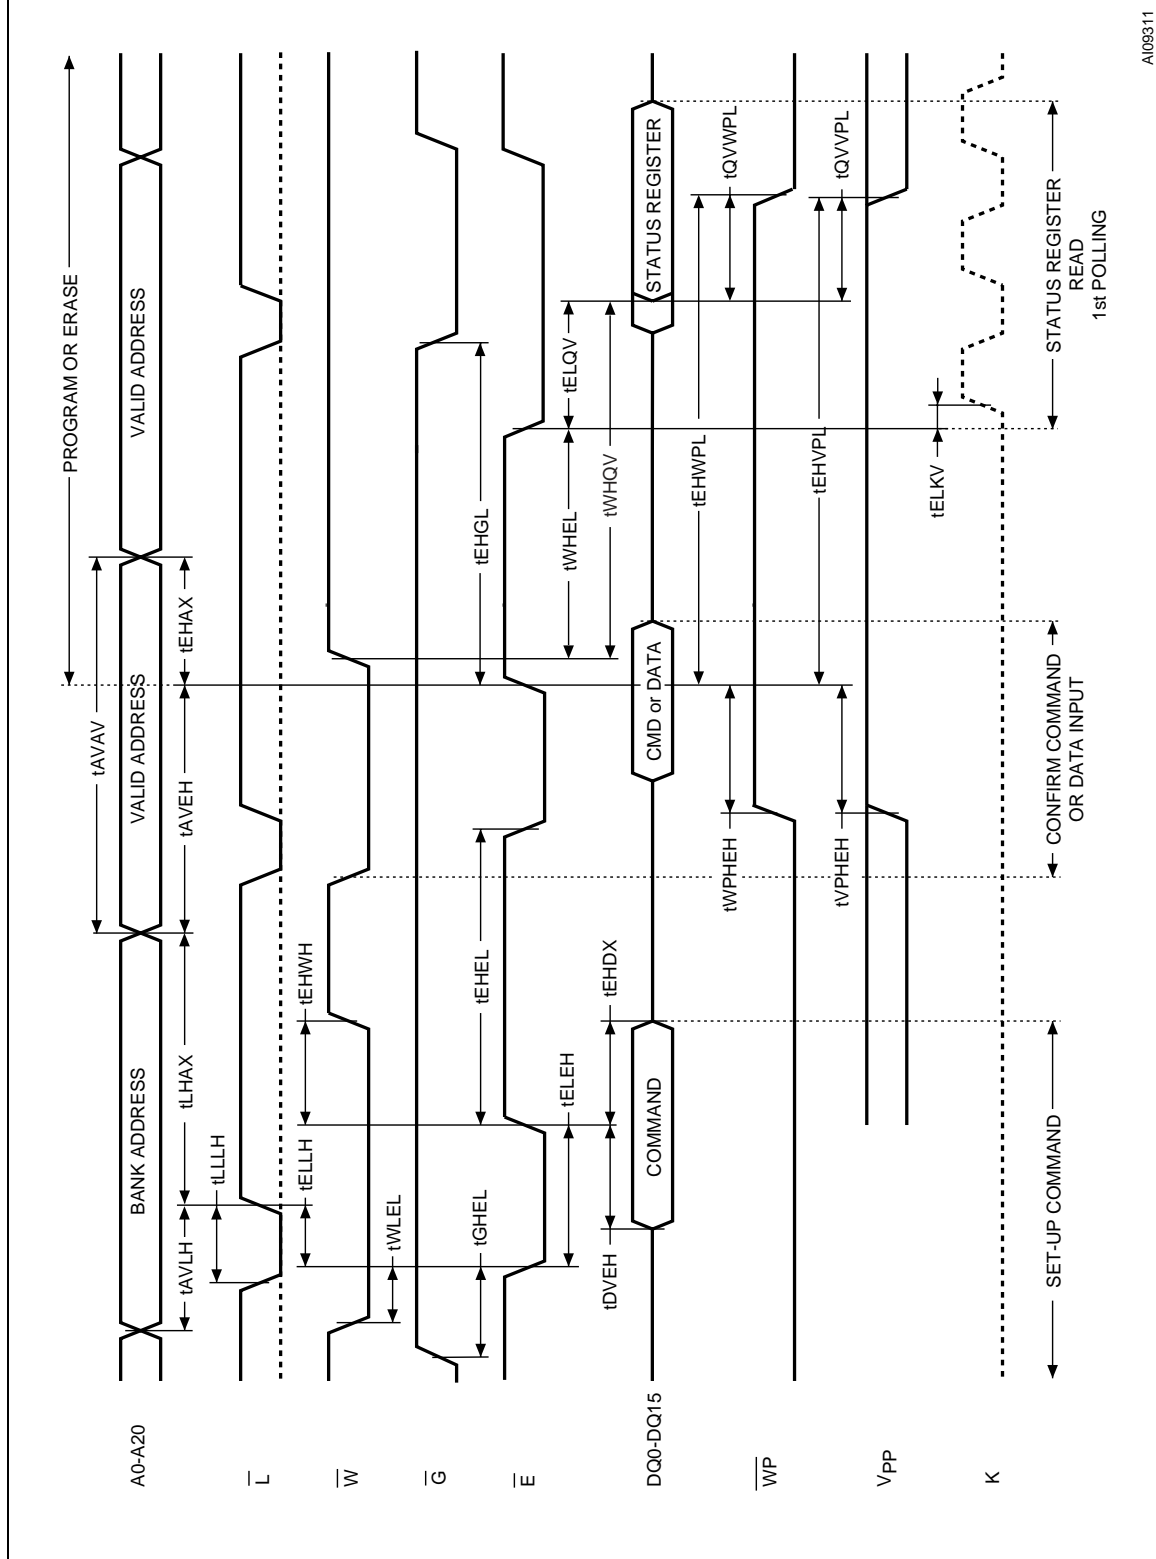 AI09311
PROGRAM OR ERASE
tAVAV
A0-A20
BANK ADDRESS
VALID ADDRESS
VALID ADDRESS
tAVLH
tLHAX
tAVEH
tEHAX
tLLLH
L
tELLH
tEHWH
W
tWLEL
G
tGHEL
tEHEL
tEHGL
E
tELEH
tWHEL
tELQV
tDVEH
tEHDX
tWHQV
DQ0-DQ15
COMMAND
CMD or DATA
STATUS REGISTER
tEHWPL
tWPHEH
tQVWPL
WP
tEHVPL
tVPHEH
tQVVPL
VPP
tELKV
K
SET-UP COMMAND
CONFIRM COMMAND
OR DATA INPUT
STATUS REGISTER
READ
1st POLLING